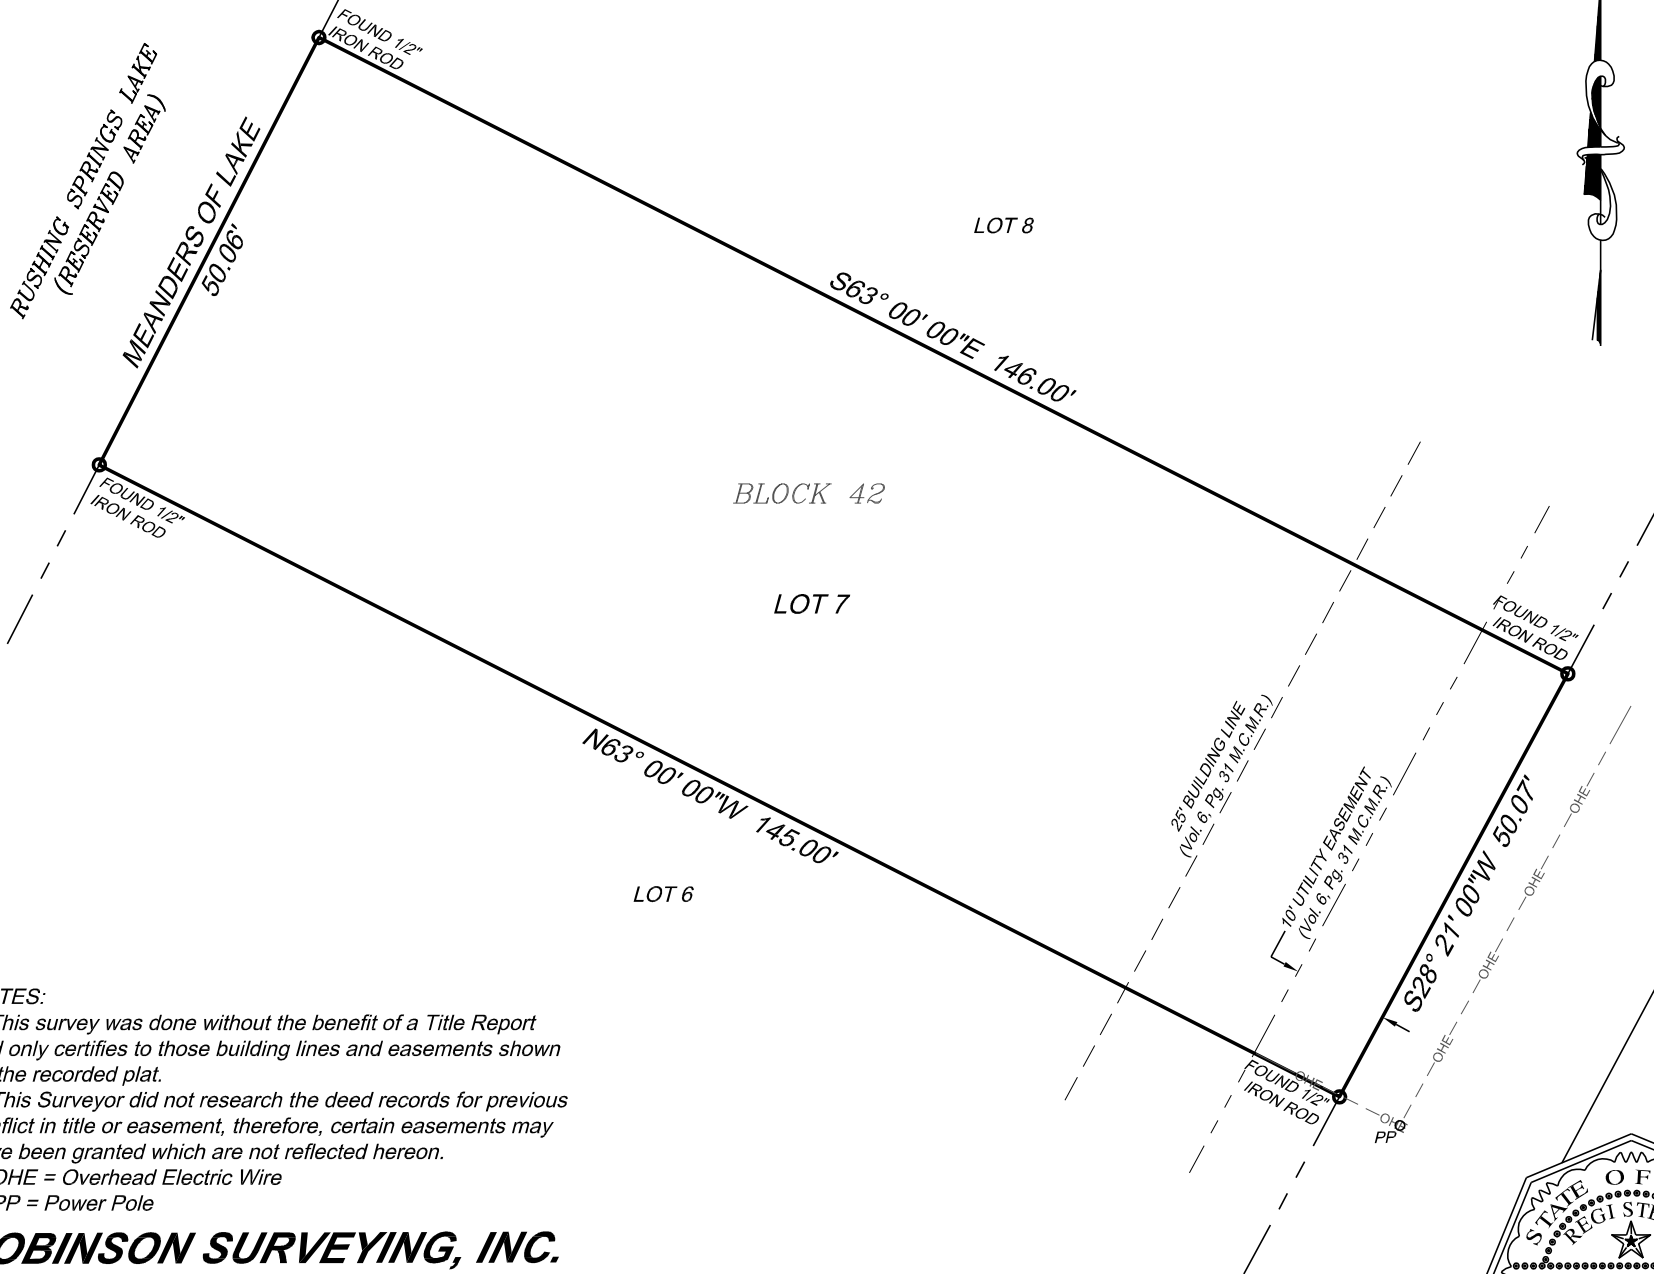 FOUND 1/2"
IRON ROD
RUSHING SPRINGS LAKE
(RESERVED AREA)
MEANDERS OF LAKE
50.06'
LOT 8
S63° 00' 00"E 146.00'
FOUND 1/2"
IRON ROD
BLOCK 42
LOT 7
FOUND 1/2"
IRON ROD
N63° 00' 00"W 145.00'
25' BUILDING LINE
(Vol. 6, Pg. 31 M.C.M.R.)
10' UTILITY EASEMENT
(Vol. 6, Pg. 31 M.C.M.R.)
S28° 21' 00"W 50.07'
OHE
OHE
OHE
OHE
LOT 6
FOUND 1/2"
IRON ROD
OHE
OHE
PP
TES:
This survey was done without the benefit of a Title Report
only certifies to those building lines and easements shown
the recorded plat.
This Surveyor did not research the deed records for previous
flict in title or easement, therefore, certain easements may
e been granted which are not reflected hereon.
OHE = Overhead Electric Wire
PP = Power Pole
OBINSON SURVEYING, INC.
STATE OF
REGISTE